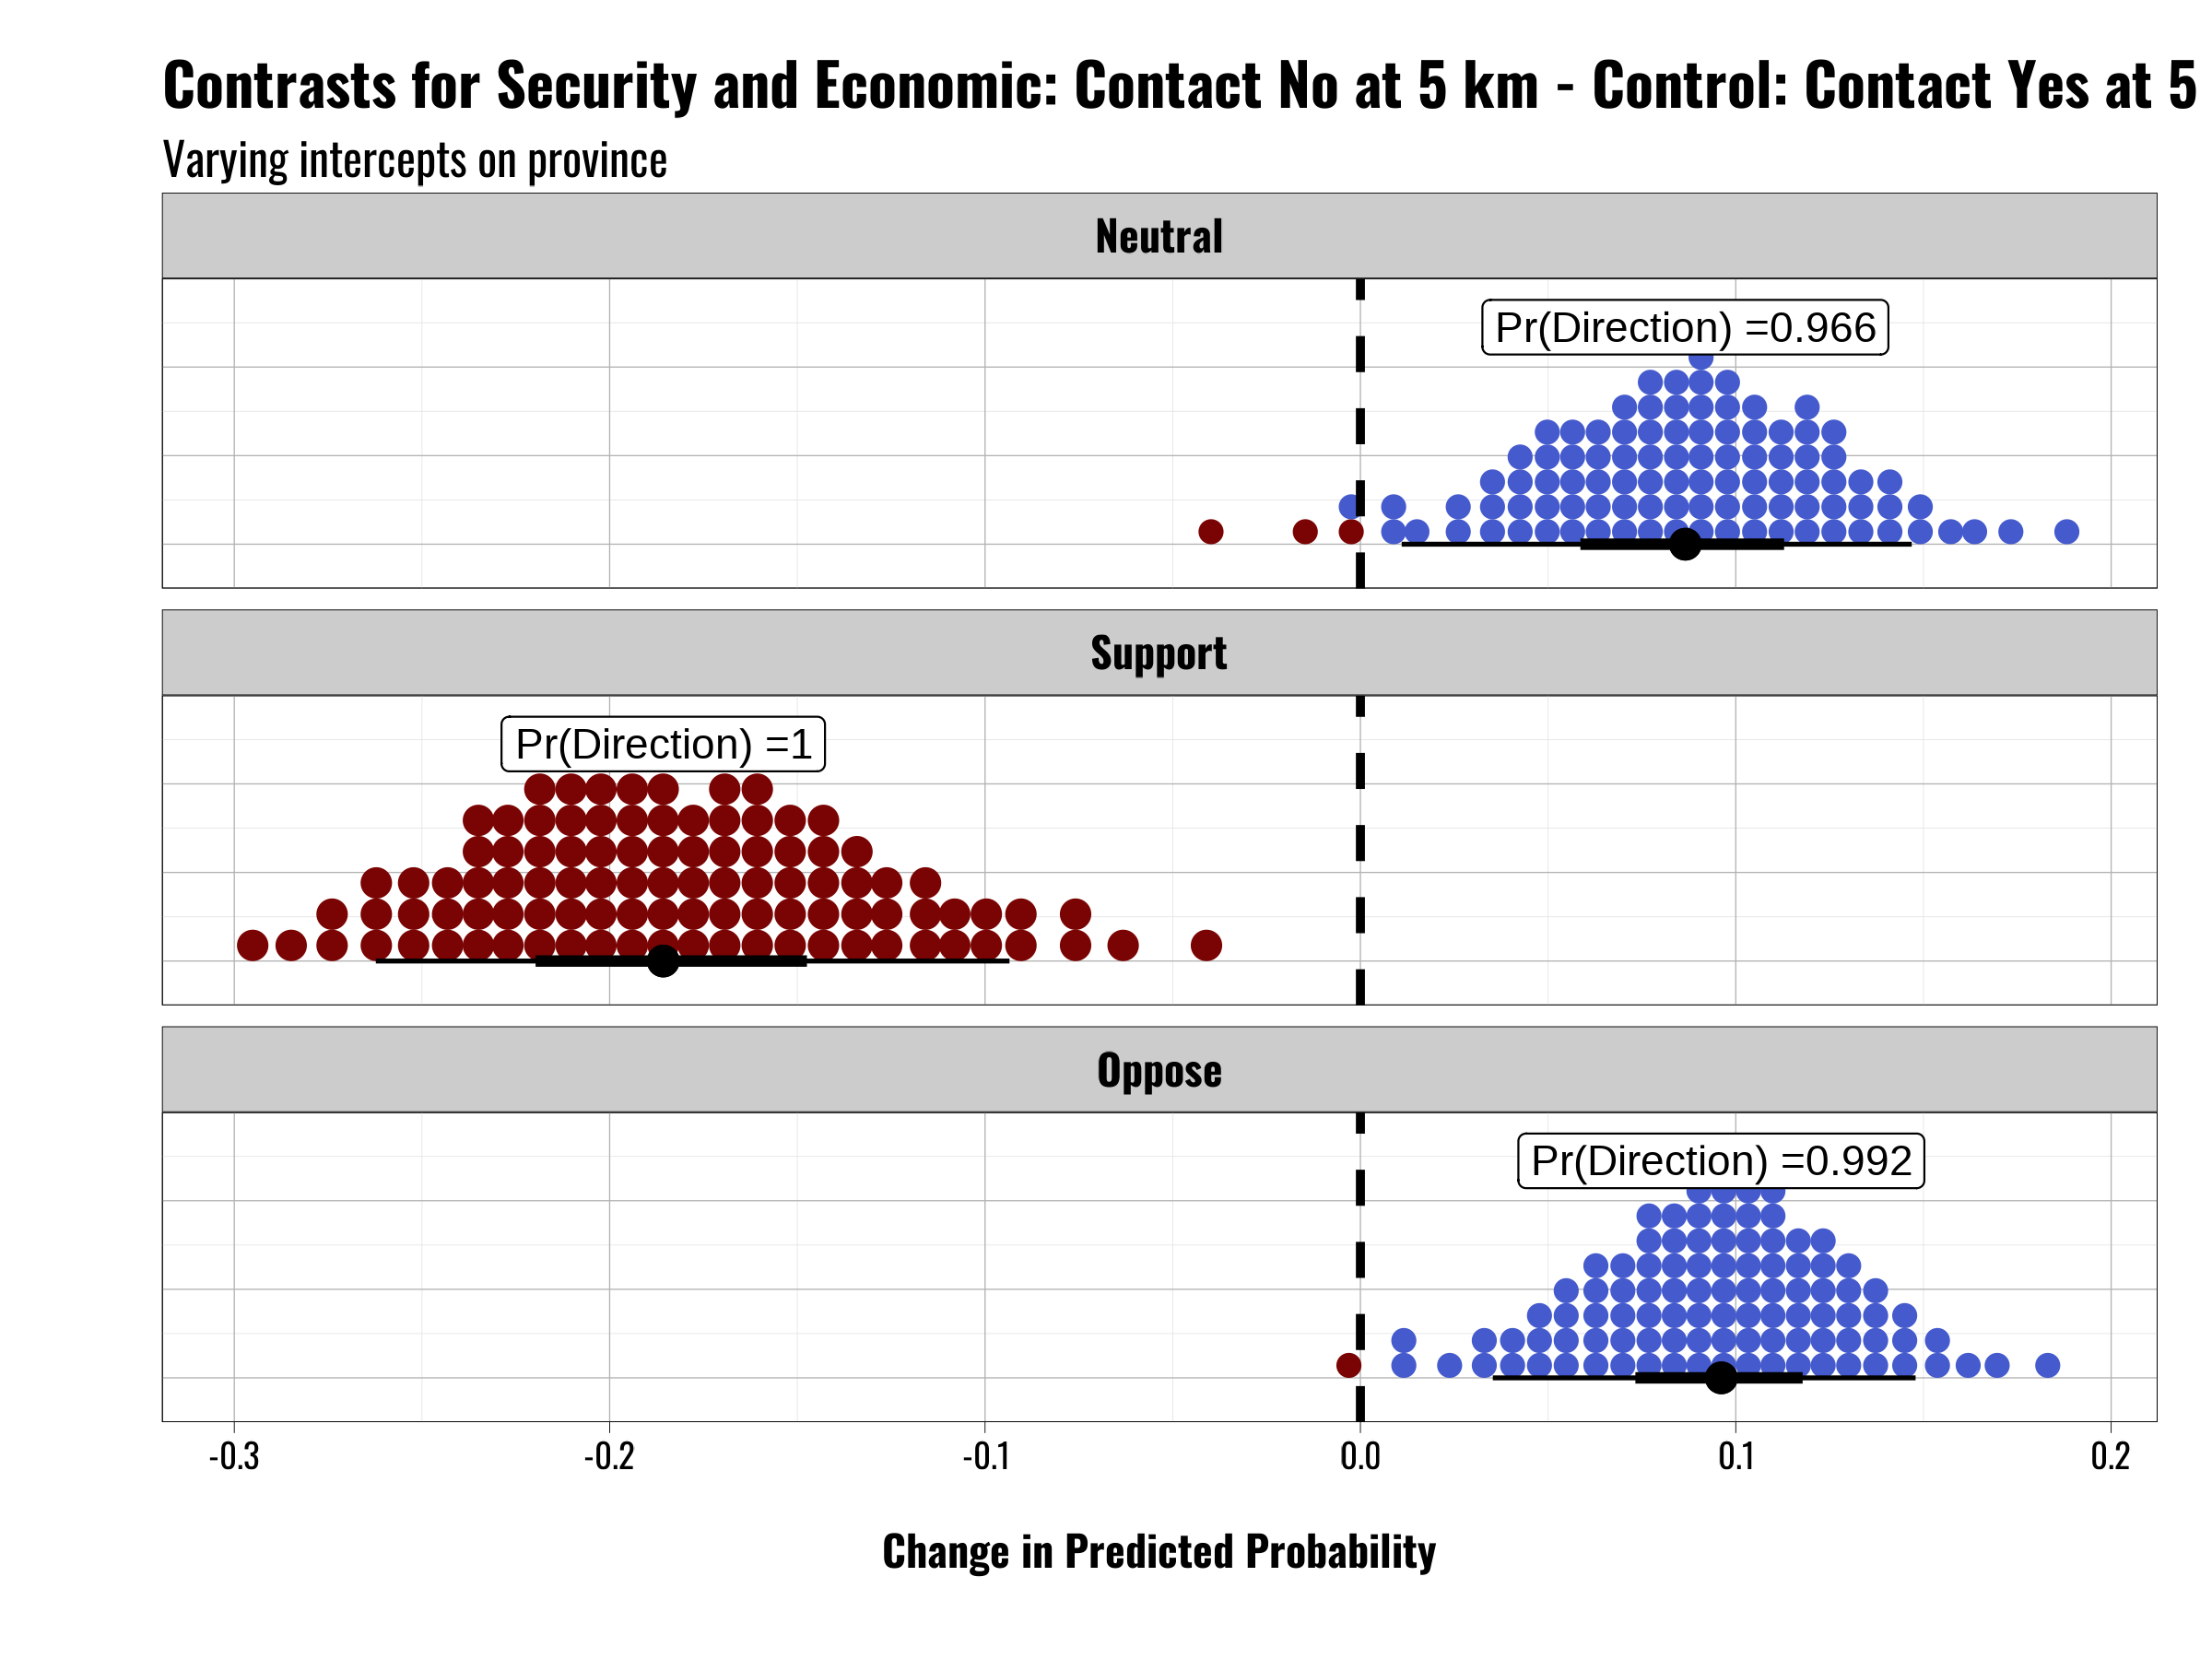 Contrasts for Security and Economic: Contact No at 5 km - Control: Contact Yes at 5
Varying intercepts on province
Neutral
Pr(Direction) =0.966
Support
Pr(Direction) =1
Oppose
Pr(Direction) =0.992
-0.3 -0.2 -0.1 0.0 0.1 0.2
Change in Predicted Probability